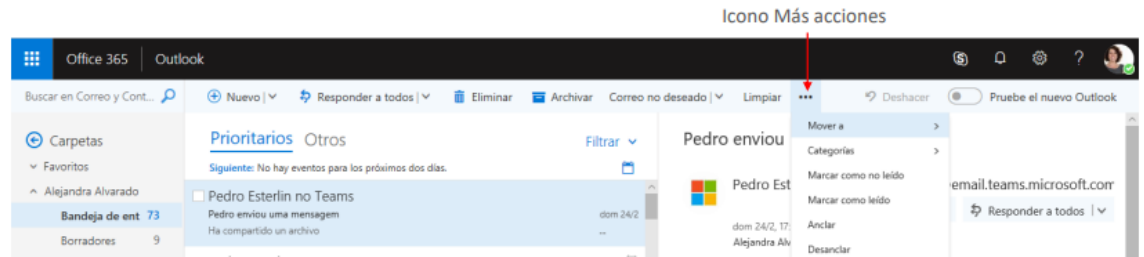 Icono Más acciones
Office 365 Outlook
Buscar en Correo y Cont...
Nuevo Responder a todos Eliminar Archivar Correo no deseado Limpiar ... Deshacer Pruebe el nuevo Outlook
Carpetas
Favoritos
Alejandra Alvarado
Bandeja de ent 73
Borradores 9
Prioritarios Otros Filtrar
Siguiente: No hay eventos para los próximos dos días.
Pedro Esterlin no Teams
Pedro enviou uma mensagem dom 24/2
Ha compartido un archivo ...
Pedro enviou
Pedro Est
email.teams.microsoft.com
Responder a todos
dom 24/2, 17:
Alejandra Alv
Mover a
Categorías
Marcar como no leído
Marcar como leído
Anclar
Desanclar